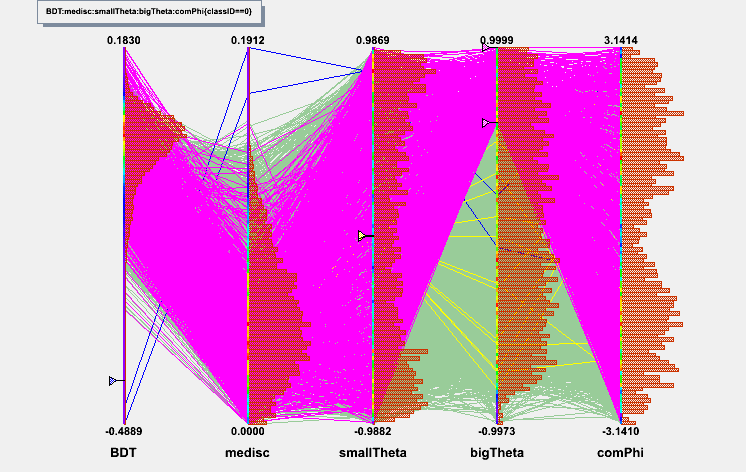 BDT:medisc:smallTheta:bigTheta:comPhi{classID==0}
0.1830 0.1912 0.9869 0.9999 3.1414
-0.4889 0.0000 -0.9882 -0.9973 -3.1410
BDT medisc smallTheta bigTheta comPhi